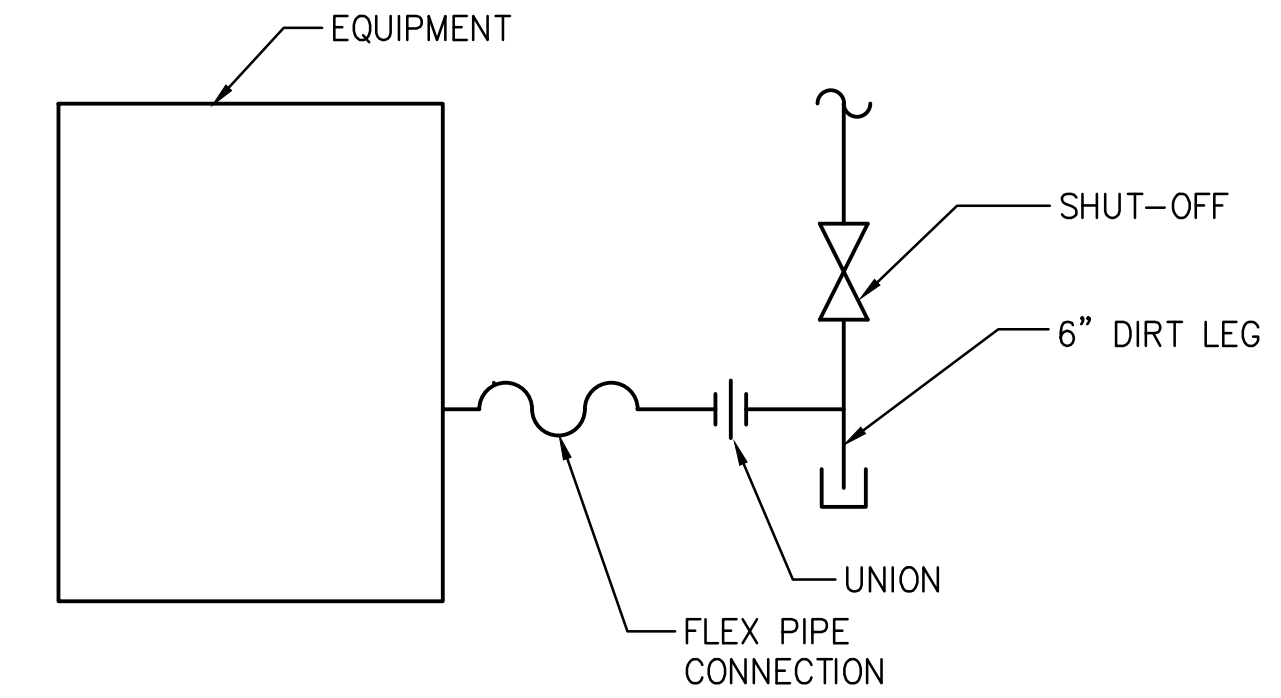 EQUIPMENT
SHUT-OFF
6” DIRT LEG
UNION
FLEX PIPE
CONNECTION